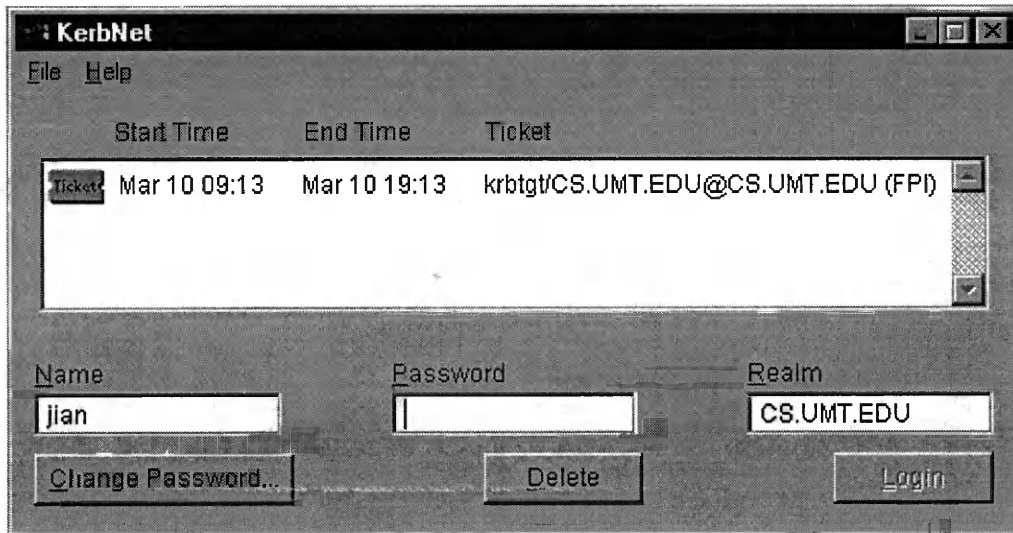 KerbNet
File Help
Start Time End Time Ticket
Ticket Mar 10 09:13 Mar 10 19:13 krbtgt/CS.UMT.EDU@CS.UMT.EDU (FPI)
Name Password Realm
jian CS.UMT.EDU
Change Password... Delete Login